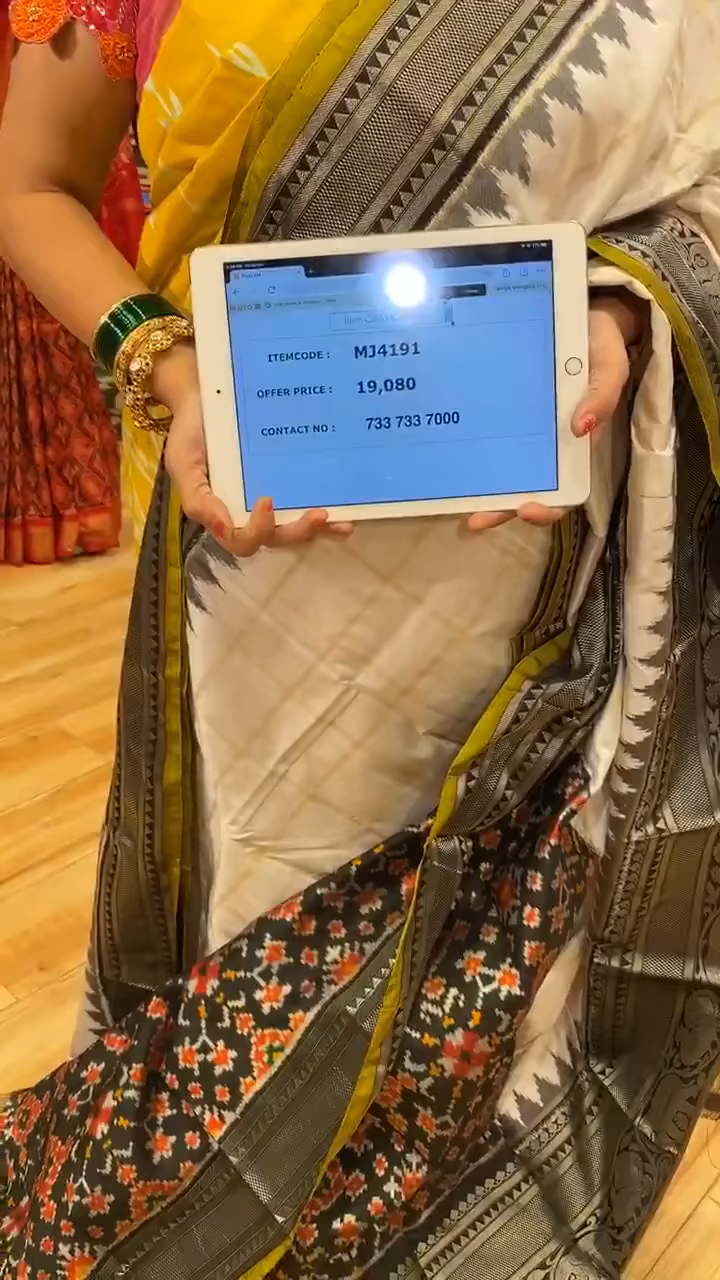 ITEMCODE : MJ4191
OFFER PRICE : 19,080
CONTACT NO : 733 733 7000